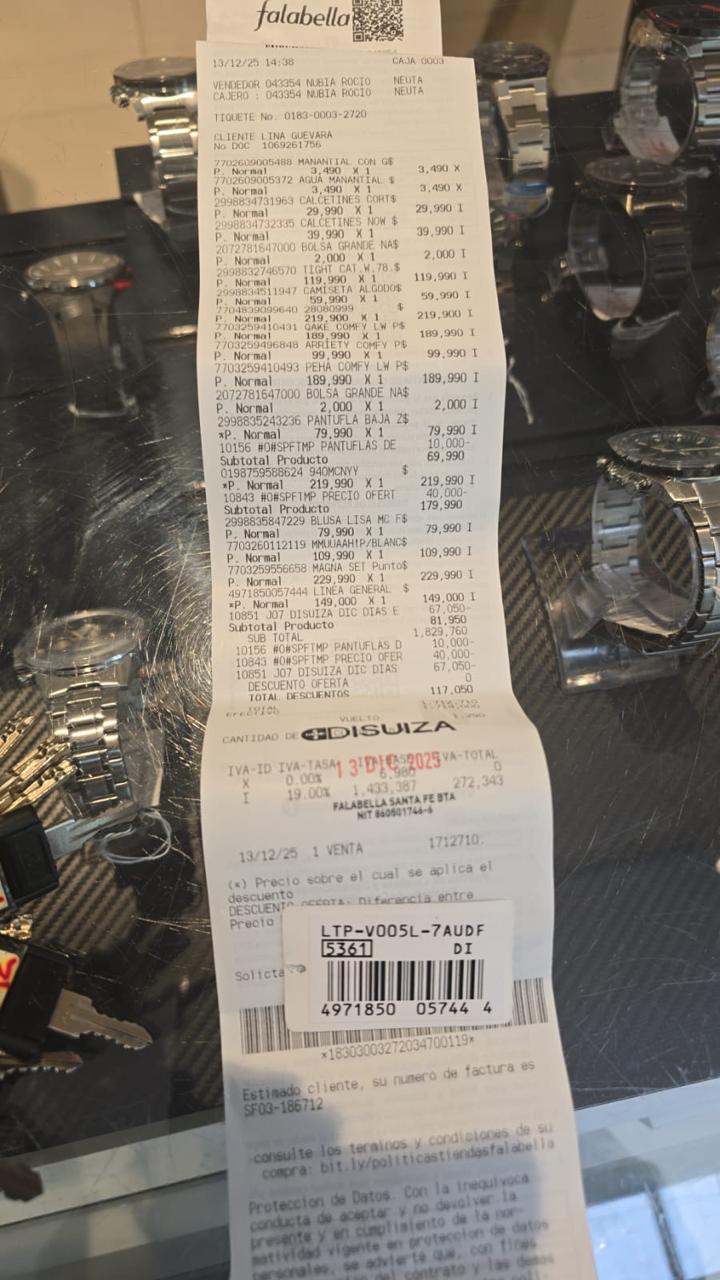 falabella
13/12/25 14:38 CAJA 0003
VENDEDOR 043354 NUBIA ROCIO NEUTA
CAJERO : 043354 NUBIA ROCIO NEUTA
TIQUETE No. 0183-0003-2720
CLIENTE LINA GUEVARA
No DOC 1069261756
7702609005488 MANANTIAL CON G$
P. Normal 3,490 X 1 3,490 X
7702609005372 AGUA MANANTIAL $
P. Normal 3,490 X 1 3,490 X
2998834731963 CALCETINES CORT$
P. Normal 29,990 X 1 29,990 I
2998834732335 CALCETINES NOW $
P. Normal 39,990 X 1 39,990 I
2072781647000 BOLSA GRANDE NA$
P. Normal 2,000 X 1 2,000 I
2998832746570 TIGHT CAT.W.78.$
P. Normal 119,990 X 1 119,990 I
2998834511947 CAMISETA ALGODO$
P. Normal 59,990 X 1 59,990 I
7704839099640 28080999 $
P. Normal 219,900 X 1 219,900 I
7703259410431 QAKE COMFY LW P$
P. Normal 189,990 X 1 189,990 I
7703259496848 ARRIETY COMFY P$
P. Normal 99,990 X 1 99,990 I
7703259410493 PEHA COMFY LW P$
P. Normal 189,990 X 1 189,990 I
2072781647000 BOLSA GRANDE NA$
P. Normal 2,000 X 1 2,000 I
2998835243236 PANTUFLA BAJA Z$
*P. Normal 79,990 X 1 79,990 I
10156 #O#SPFTMP PANTUFLAS DE 10,000-
Subtotal Producto 69,990
0198759588624 940MCNYY $
*P. Normal 219,990 X 1 219,990 I
10843 #O#SPFTMP PRECIO OFERT 40,000-
Subtotal Producto 179,990
2998835847229 BLUSA LISA MC F$
P. Normal 79,990 X 1 79,990 I
7703260112119 MMUUAAH!P/BLANC$
P. Normal 109,990 X 1 109,990 I
7703259556658 MAGNA SET Punto$
P. Normal 229,990 X 1 229,990 I
4971850057444 LINEA GENERAL $
*P. Normal 149,000 X 1 149,000 I
10851 J07 DISUIZA DIC DIAS E 67,050-
Subtotal Producto 81,950
SUB TOTAL 1,829,760
10156 #O#SPFTMP PANTUFLAS D 10,000-
10843 #O#SPFTMP PRECIO OFER 40,000-
10851 J07 DISUIZA DIC DIAS 67,050-
DESCUENTO OFERTA 0
TOTAL DESCUENTOS 117,050
TOTAL
EFECTIVO
VUELTO
CANTIDAD DE DISUIZA
IVA-ID IVA-TASA IVA-BASE IVA-TOTAL
13 DIC 2025
X 0.00% 6,980 0
I 19.00% 1,433,387 272,343
FALABELLA SANTA FE BTA
NIT 860501746-6
13/12/25 1 VENTA 1712710.
(*) Precio sobre el cual se aplica el
descuento
DESCUENTO OFERTA: Diferencia entre
Precio
LTP-V005L-7AUDF
5361 DI
4971850 05744 4
Solicita
*18303003272034700119*
Estimado cliente, su numero de factura es
SF03-186712
consulte los terminos y condiciones de su
compra: bit.ly/politicastiendasfalabella
Proteccion de Datos. Con la inequivoca
conducta de aceptar y no devolver la
presente y en cumplimiento de la nor-
matividad vigente en proteccion de datos
personales, se advierte que, con fines
del contrato y las demas